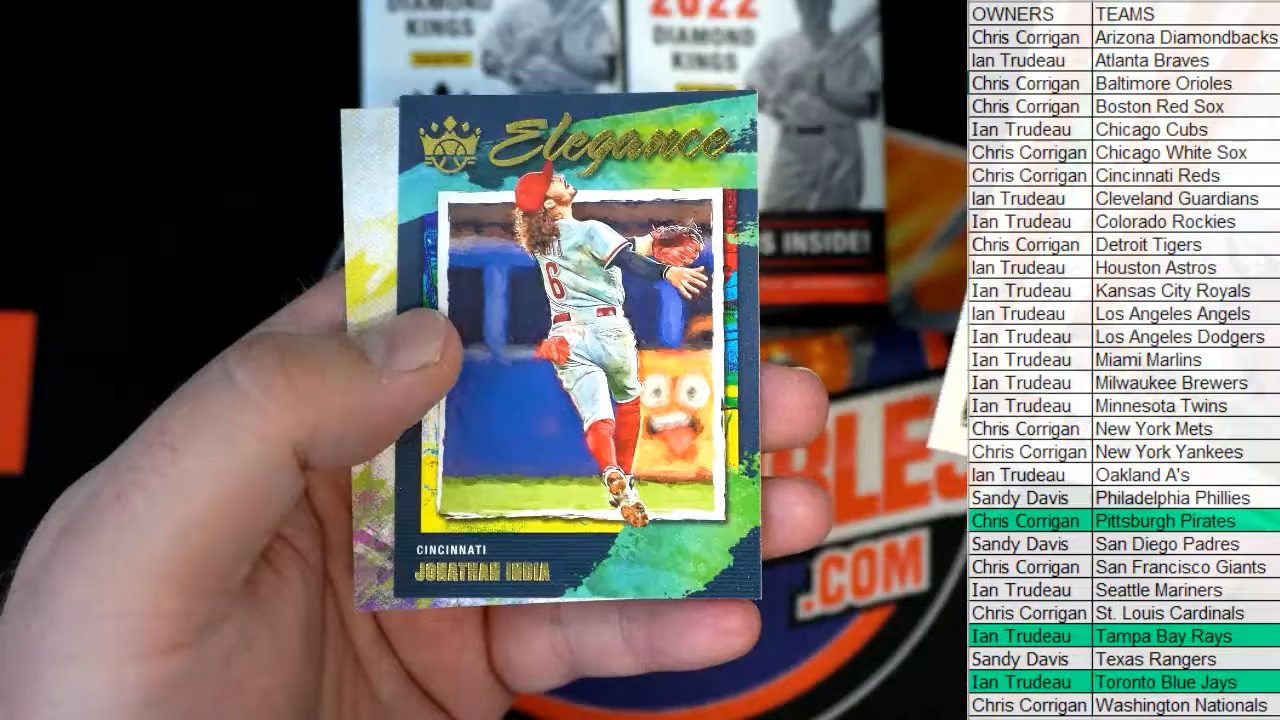 DIAMOND
KINGS
2022
DIAMOND
KINGS
INSIDE!
Elegance
6
CINCINNATI
JONATHAN INDIA
.COM
OWNERS TEAMS
Chris Corrigan Arizona Diamondbacks
Ian Trudeau Atlanta Braves
Chris Corrigan Baltimore Orioles
Chris Corrigan Boston Red Sox
Ian Trudeau Chicago Cubs
Chris Corrigan Chicago White Sox
Chris Corrigan Cincinnati Reds
Ian Trudeau Cleveland Guardians
Ian Trudeau Colorado Rockies
Chris Corrigan Detroit Tigers
Ian Trudeau Houston Astros
Ian Trudeau Kansas City Royals
Ian Trudeau Los Angeles Angels
Ian Trudeau Los Angeles Dodgers
Ian Trudeau Miami Marlins
Ian Trudeau Milwaukee Brewers
Ian Trudeau Minnesota Twins
Chris Corrigan New York Mets
Chris Corrigan New York Yankees
Ian Trudeau Oakland A's
Sandy Davis Philadelphia Phillies
Chris Corrigan Pittsburgh Pirates
Sandy Davis San Diego Padres
Chris Corrigan San Francisco Giants
Ian Trudeau Seattle Mariners
Chris Corrigan St. Louis Cardinals
Ian Trudeau Tampa Bay Rays
Sandy Davis Texas Rangers
Ian Trudeau Toronto Blue Jays
Chris Corrigan Washington Nationals